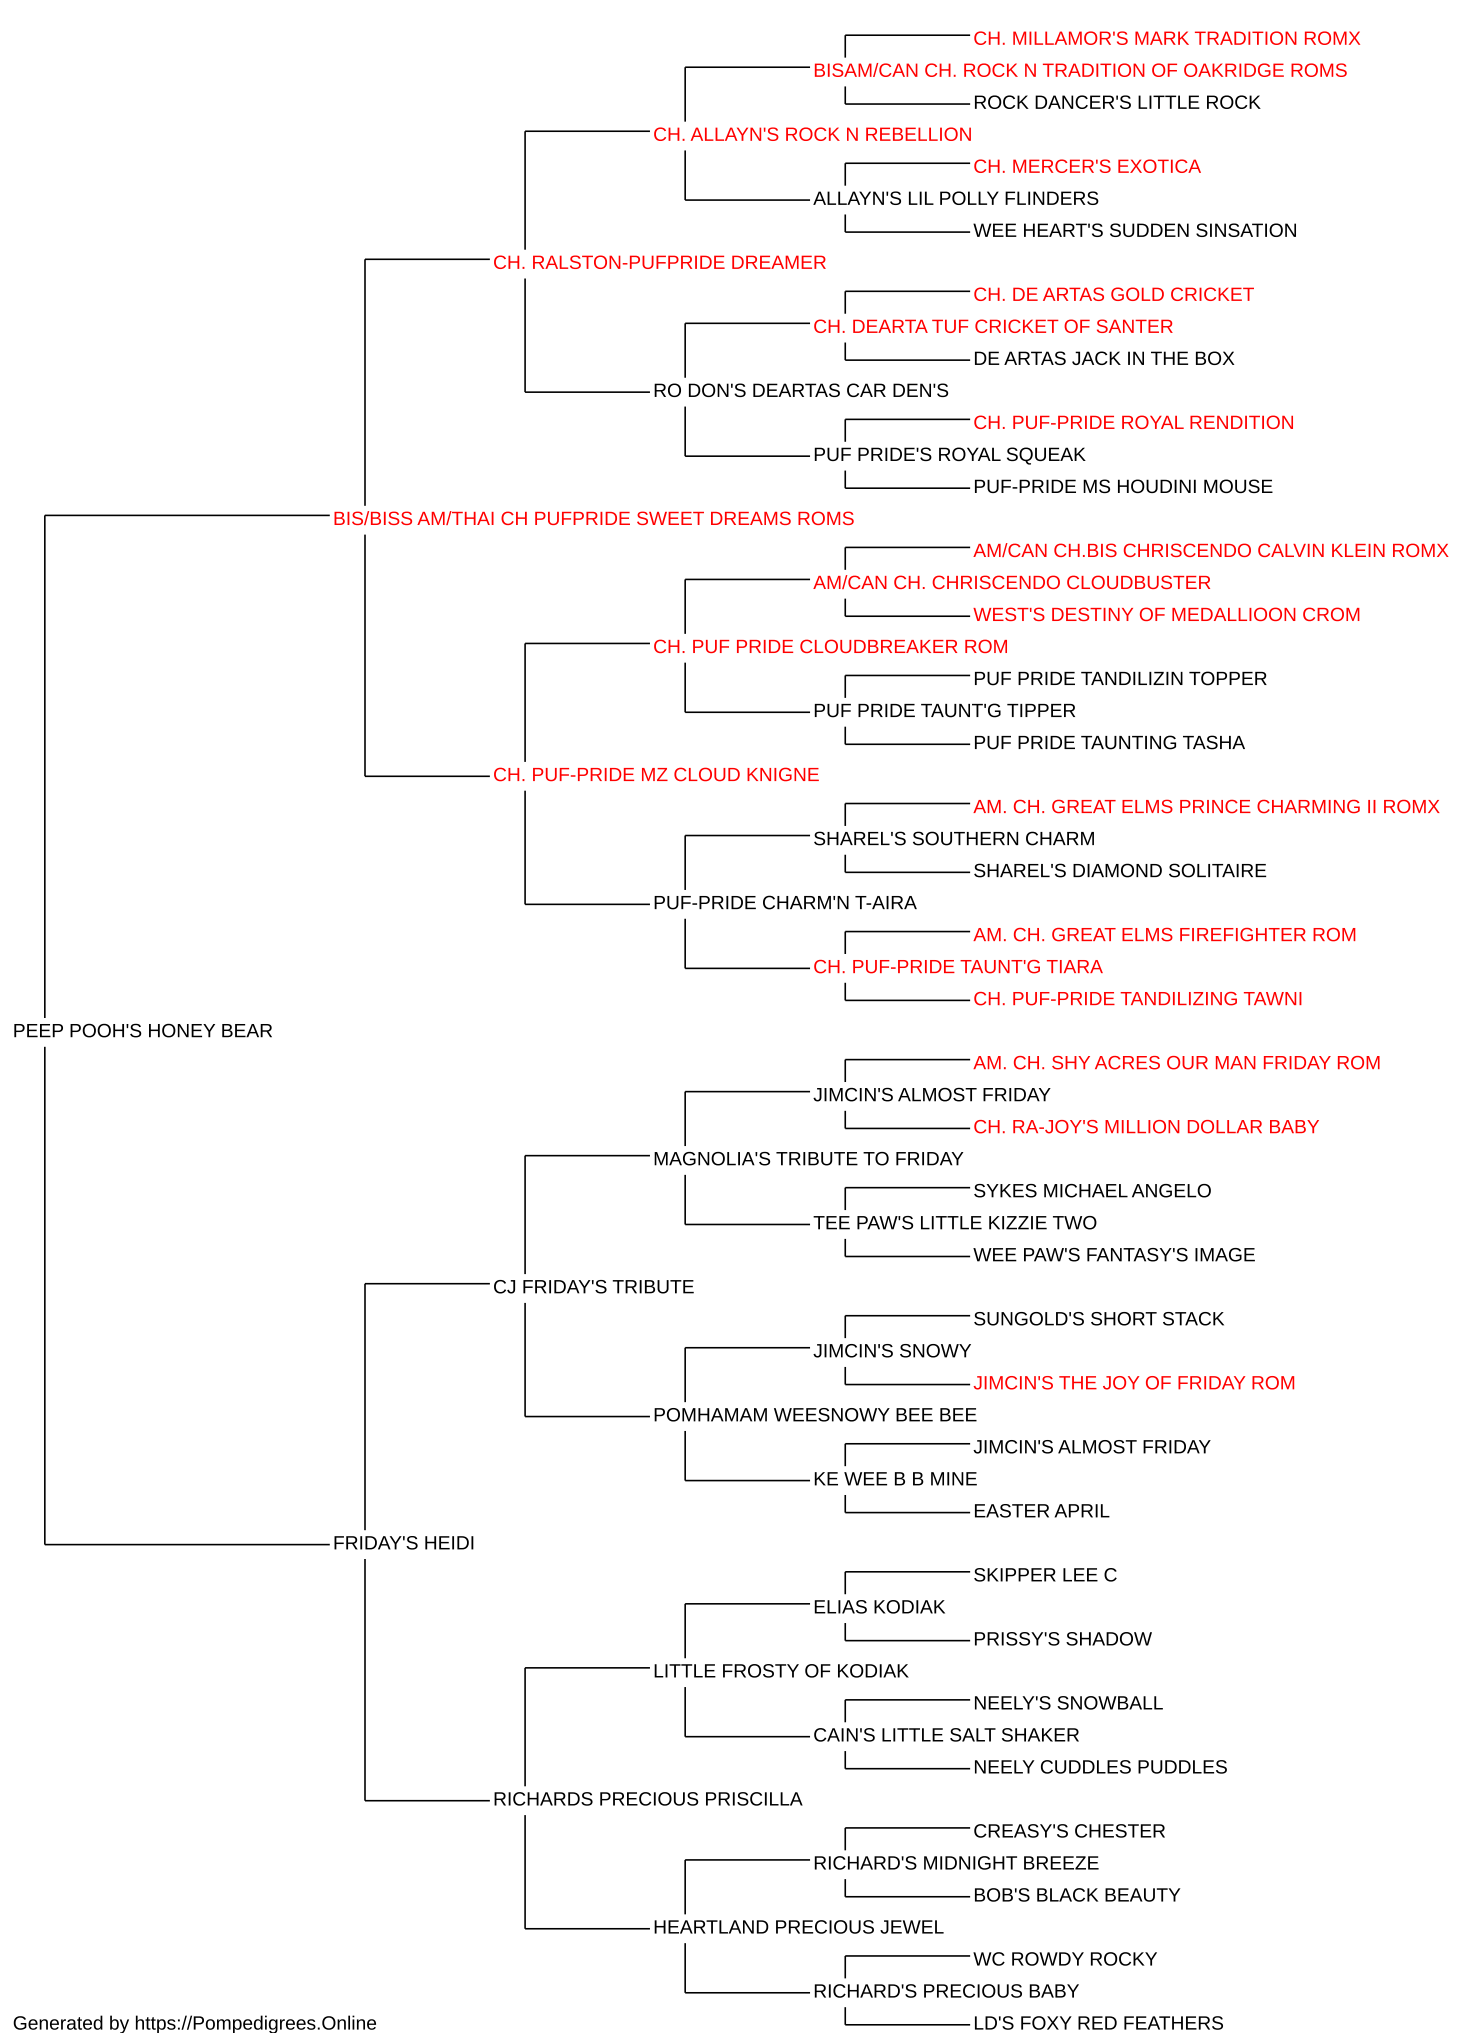 CH. MILLAMOR'S MARK TRADITION ROMX
BISAM/CAN CH. ROCK N TRADITION OF OAKRIDGE ROMS
ROCK DANCER'S LITTLE ROCK
CH. ALLAYN'S ROCK N REBELLION
CH. MERCER'S EXOTICA
ALLAYN'S LIL POLLY FLINDERS
WEE HEART'S SUDDEN SINSATION
CH. RALSTON-PUFPRIDE DREAMER
CH. DE ARTAS GOLD CRICKET
CH. DEARTA TUF CRICKET OF SANTER
DE ARTAS JACK IN THE BOX
RO DON'S DEARTAS CAR DEN'S
CH. PUF-PRIDE ROYAL RENDITION
PUF PRIDE'S ROYAL SQUEAK
PUF-PRIDE MS HOUDINI MOUSE
BIS/BISS AM/THAI CH PUFPRIDE SWEET DREAMS ROMS
AM/CAN CH.BIS CHRISCENDO CALVIN KLEIN ROMX
AM/CAN CH. CHRISCENDO CLOUDBUSTER
WEST'S DESTINY OF MEDALLIOON CROM
CH. PUF PRIDE CLOUDBREAKER ROM
PUF PRIDE TANDILIZIN TOPPER
PUF PRIDE TAUNT'G TIPPER
PUF PRIDE TAUNTING TASHA
CH. PUF-PRIDE MZ CLOUD KNIGNE
AM. CH. GREAT ELMS PRINCE CHARMING II ROMX
SHAREL'S SOUTHERN CHARM
SHAREL'S DIAMOND SOLITAIRE
PUF-PRIDE CHARM'N T-AIRA
AM. CH. GREAT ELMS FIREFIGHTER ROM
CH. PUF-PRIDE TAUNT'G TIARA
CH. PUF-PRIDE TANDILIZING TAWNI
PEEP POOH'S HONEY BEAR
AM. CH. SHY ACRES OUR MAN FRIDAY ROM
JIMCIN'S ALMOST FRIDAY
CH. RA-JOY'S MILLION DOLLAR BABY
MAGNOLIA'S TRIBUTE TO FRIDAY
SYKES MICHAEL ANGELO
TEE PAW'S LITTLE KIZZIE TWO
WEE PAW'S FANTASY'S IMAGE
CJ FRIDAY'S TRIBUTE
SUNGOLD'S SHORT STACK
JIMCIN'S SNOWY
JIMCIN'S THE JOY OF FRIDAY ROM
POMHAMAM WEESNOWY BEE BEE
JIMCIN'S ALMOST FRIDAY
KE WEE B B MINE
EASTER APRIL
FRIDAY'S HEIDI
SKIPPER LEE C
ELIAS KODIAK
PRISSY'S SHADOW
LITTLE FROSTY OF KODIAK
NEELY'S SNOWBALL
CAIN'S LITTLE SALT SHAKER
NEELY CUDDLES PUDDLES
RICHARDS PRECIOUS PRISCILLA
CREASY'S CHESTER
RICHARD'S MIDNIGHT BREEZE
BOB'S BLACK BEAUTY
HEARTLAND PRECIOUS JEWEL
WC ROWDY ROCKY
RICHARD'S PRECIOUS BABY
LD'S FOXY RED FEATHERS
Generated by https://Pompedigrees.Online